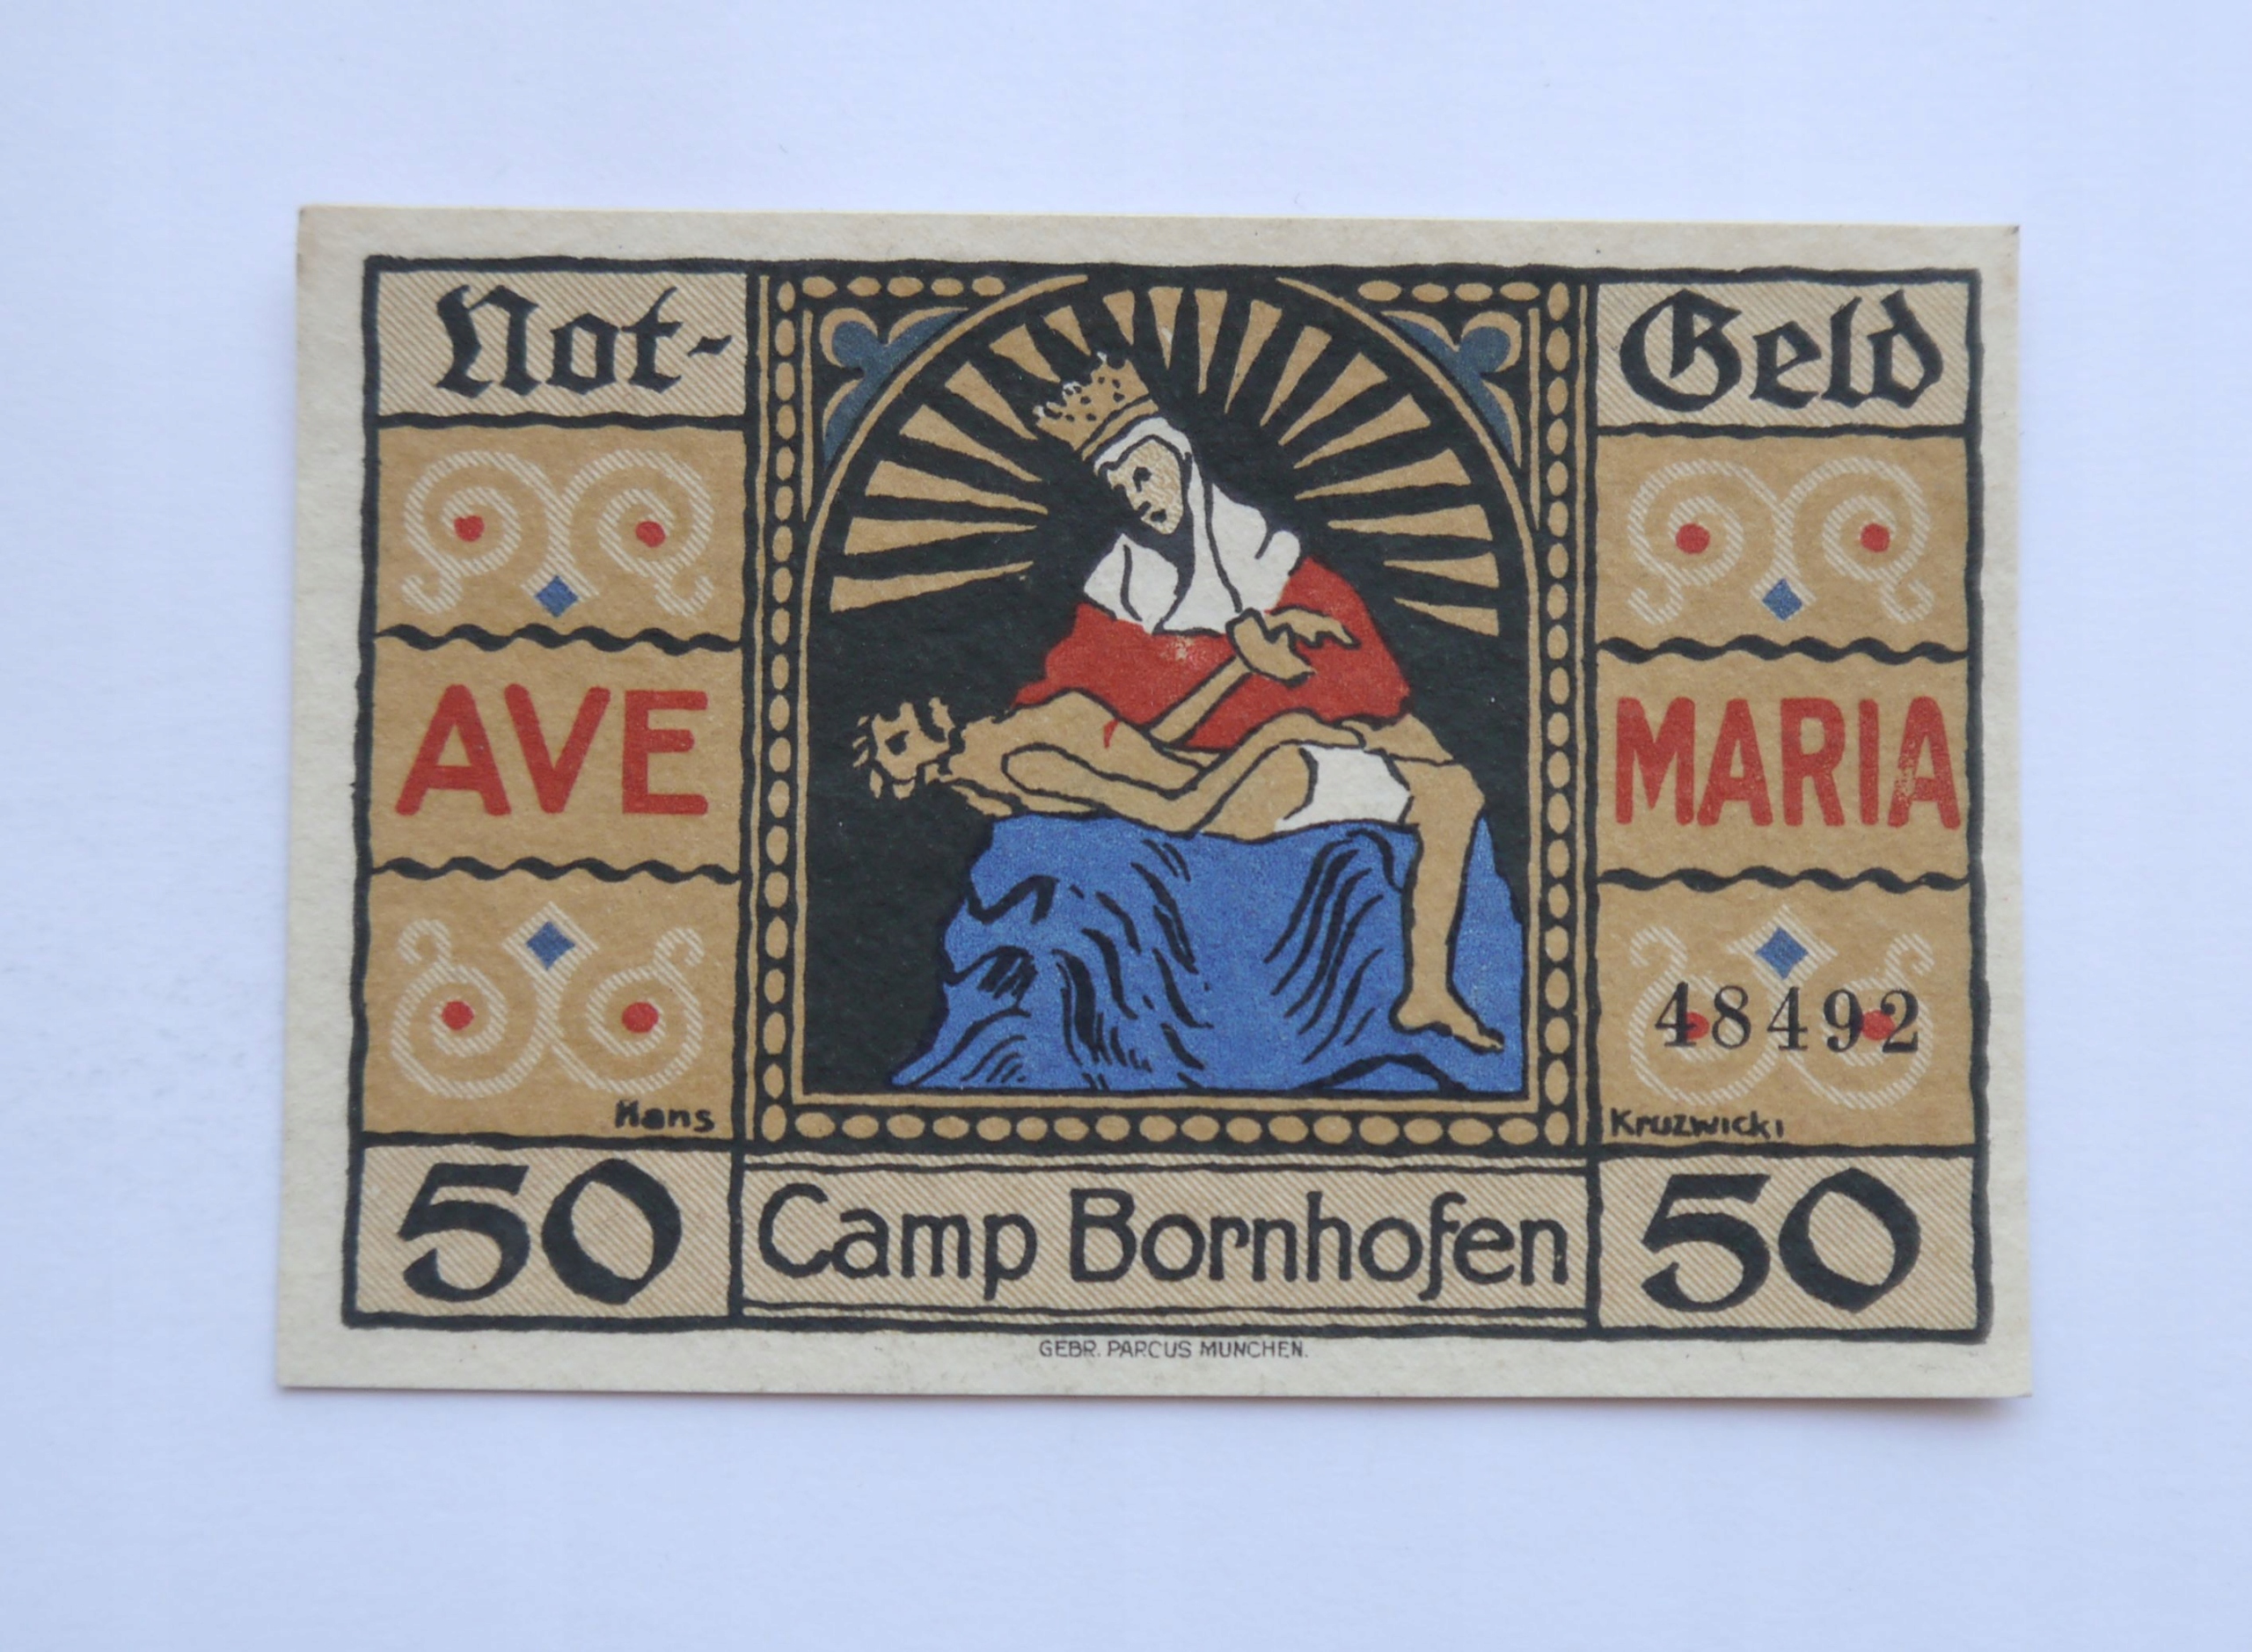 Not-
Geld
AVE
MARIA
48492
Hans
Kruzwicki
50
Camp Bornhofen
50
GEBR. PARCUS MUNCHEN.